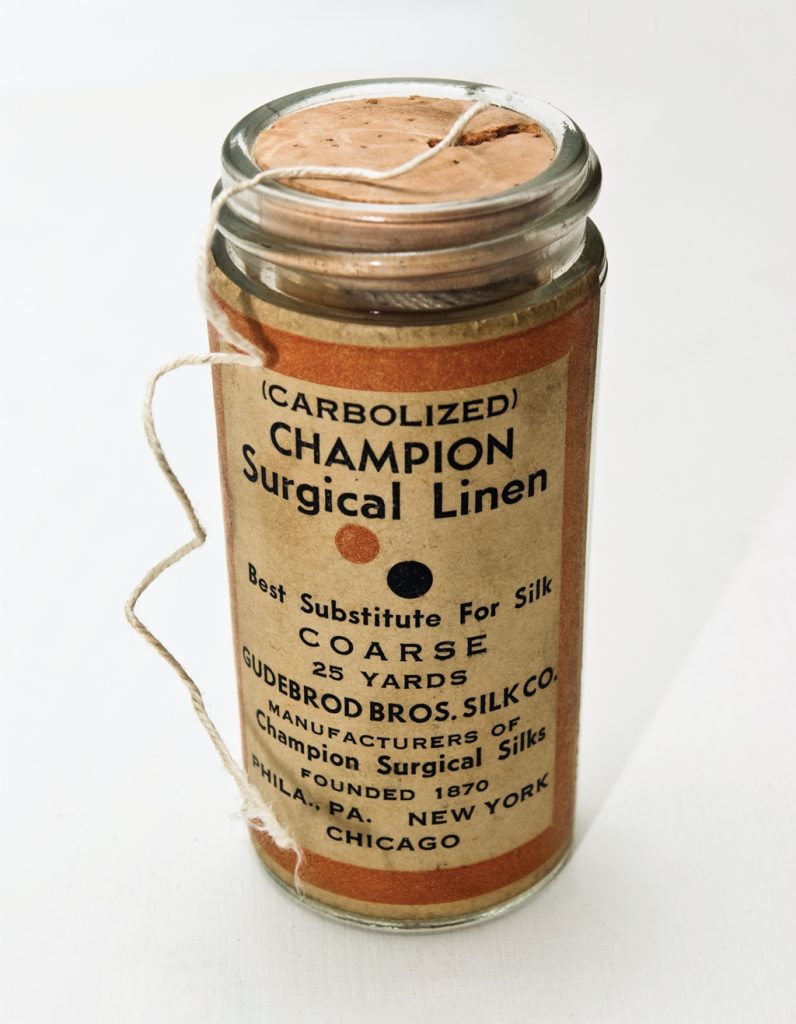 (CARBOLIZED)
CHAMPION
Surgical Linen
Best Substitute For Silk
COARSE
25 YARDS
GUDEBROD BROS. SILK CO.
MANUFACTURERS OF
Champion Surgical Silks
FOUNDED 1870
PHILA., PA. NEW YORK
CHICAGO